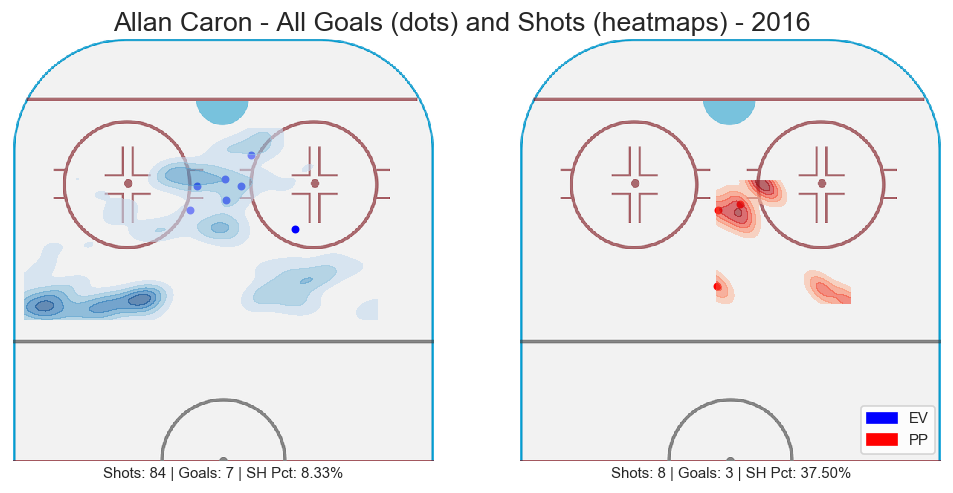 Allan Caron - All Goals (dots) and Shots (heatmaps) - 2016
EV
PP
Shots: 84 | Goals: 7 | SH Pct: 8.33%
Shots: 8 | Goals: 3 | SH Pct: 37.50%